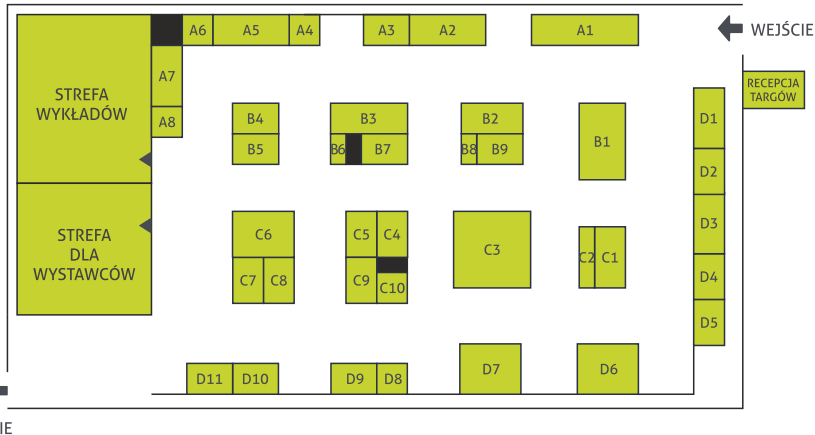 A6 A5 A4 A3 A2 A1 WEJŚCIE
A7
STREFA
WYKŁADÓW
A8
RECEPCJA
TARGÓW
B4 B3 B2 B1 D1
B5 B6 B7 B8 B9
D2
STREFA
DLA
WYSTAWCÓW
C6 C5 C4 C3 D3
C7 C8 C9 C10 C2 C1 D4
D5
D11 D10 D9 D8 D7 D6
IE